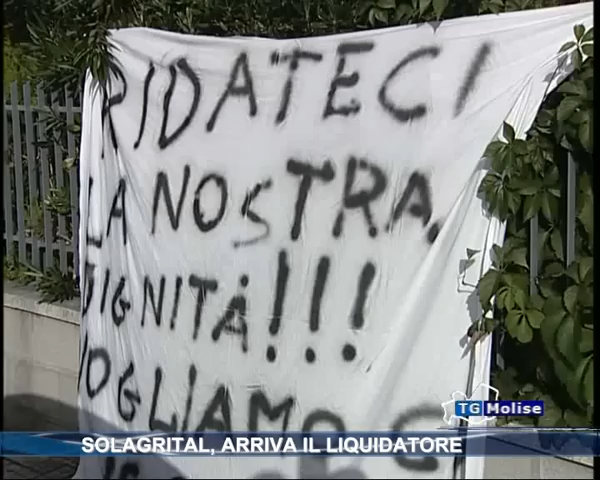 RIDATECI
LA NOSTRA
DIGNITÀ!!!
VOGLIAMO
TG Molise
SOLAGRITAL, ARRIVA IL LIQUIDATORE